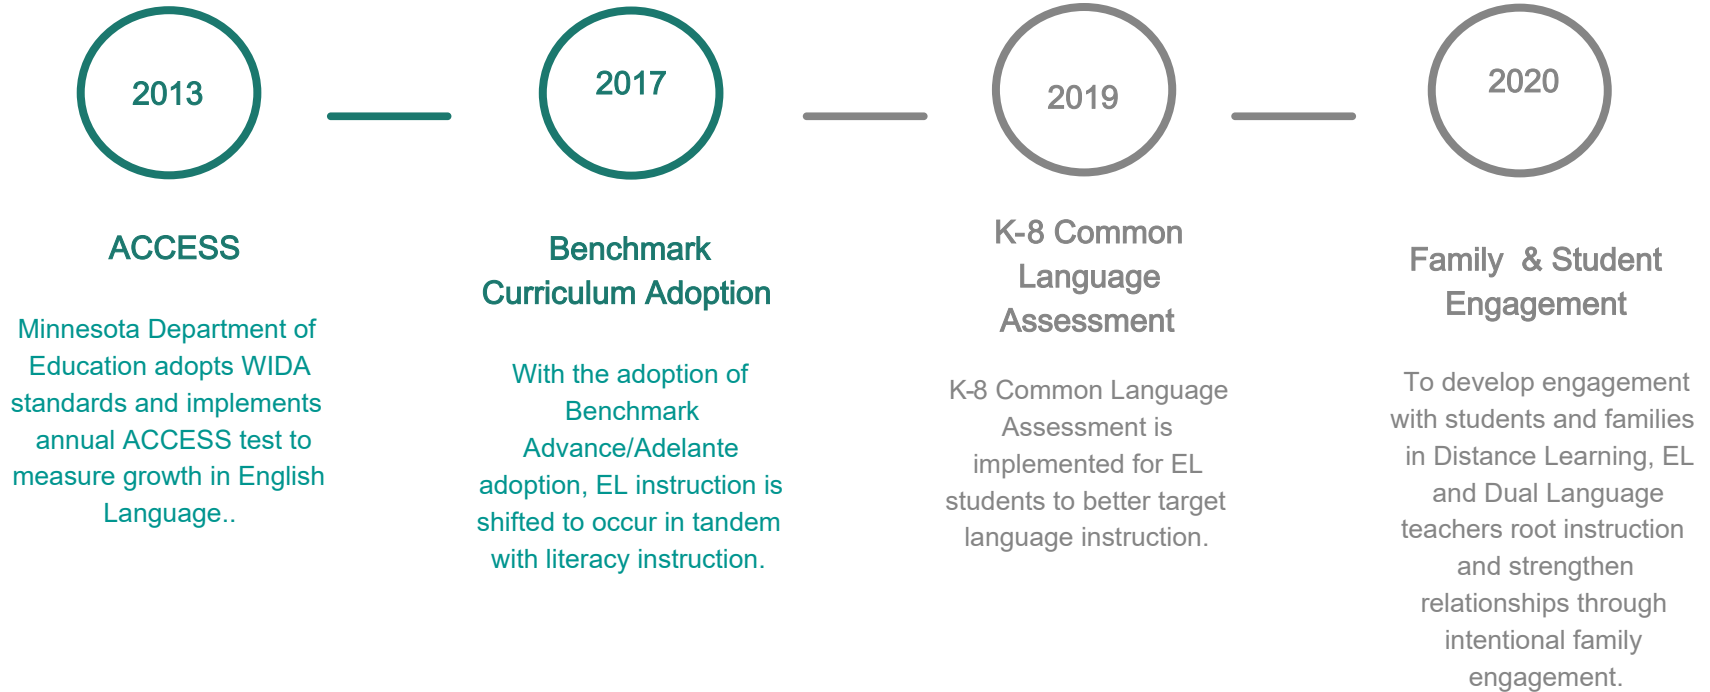 2013
ACCESS
Minnesota Department of
Education adopts WIDA
standards and implements
annual ACCESS test to
measure growth in English
Language..
2017
Benchmark
Curriculum Adoption
With the adoption of
Benchmark
Advance/Adelante
adoption, EL instruction is
shifted to occur in tandem
with literacy instruction.
2019
K-8 Common
Language
Assessment
K-8 Common Language
Assessment is
implemented for EL
students to better target
language instruction.
2020
Family & Student
Engagement
To develop engagement
with students and families
in Distance Learning, EL
and Dual Language
teachers root instruction
and strengthen
relationships through
intentional family
engagement.